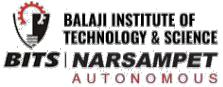 BALAJI INSTITUTE OF
TECHNOLOGY & SCIENCE
BITS | NARSAMPET
AUTONOMOUS